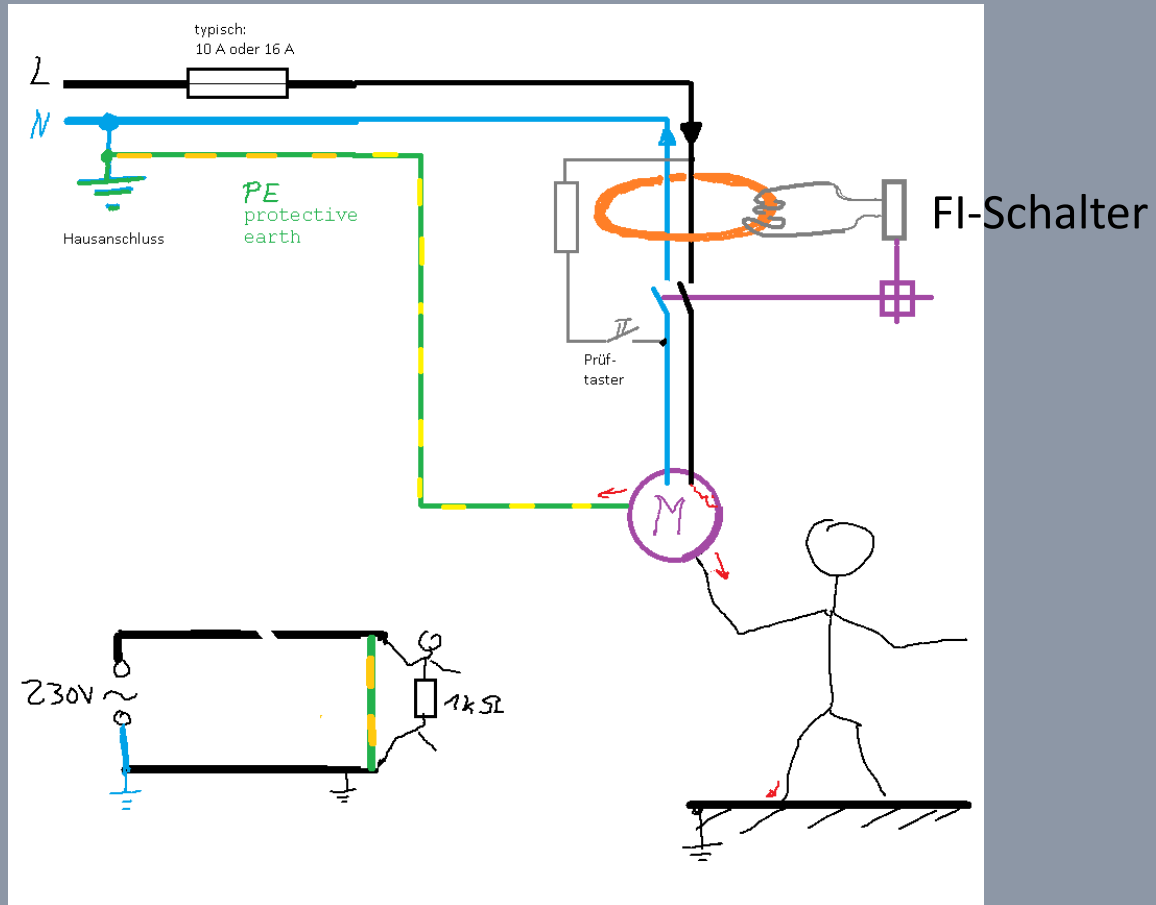 typisch:
10 A oder 16 A
L
N
PE
protective
earth
Hausanschluss
FI-Schalter
Prüf-
taster
M
230V ~
1kΩ